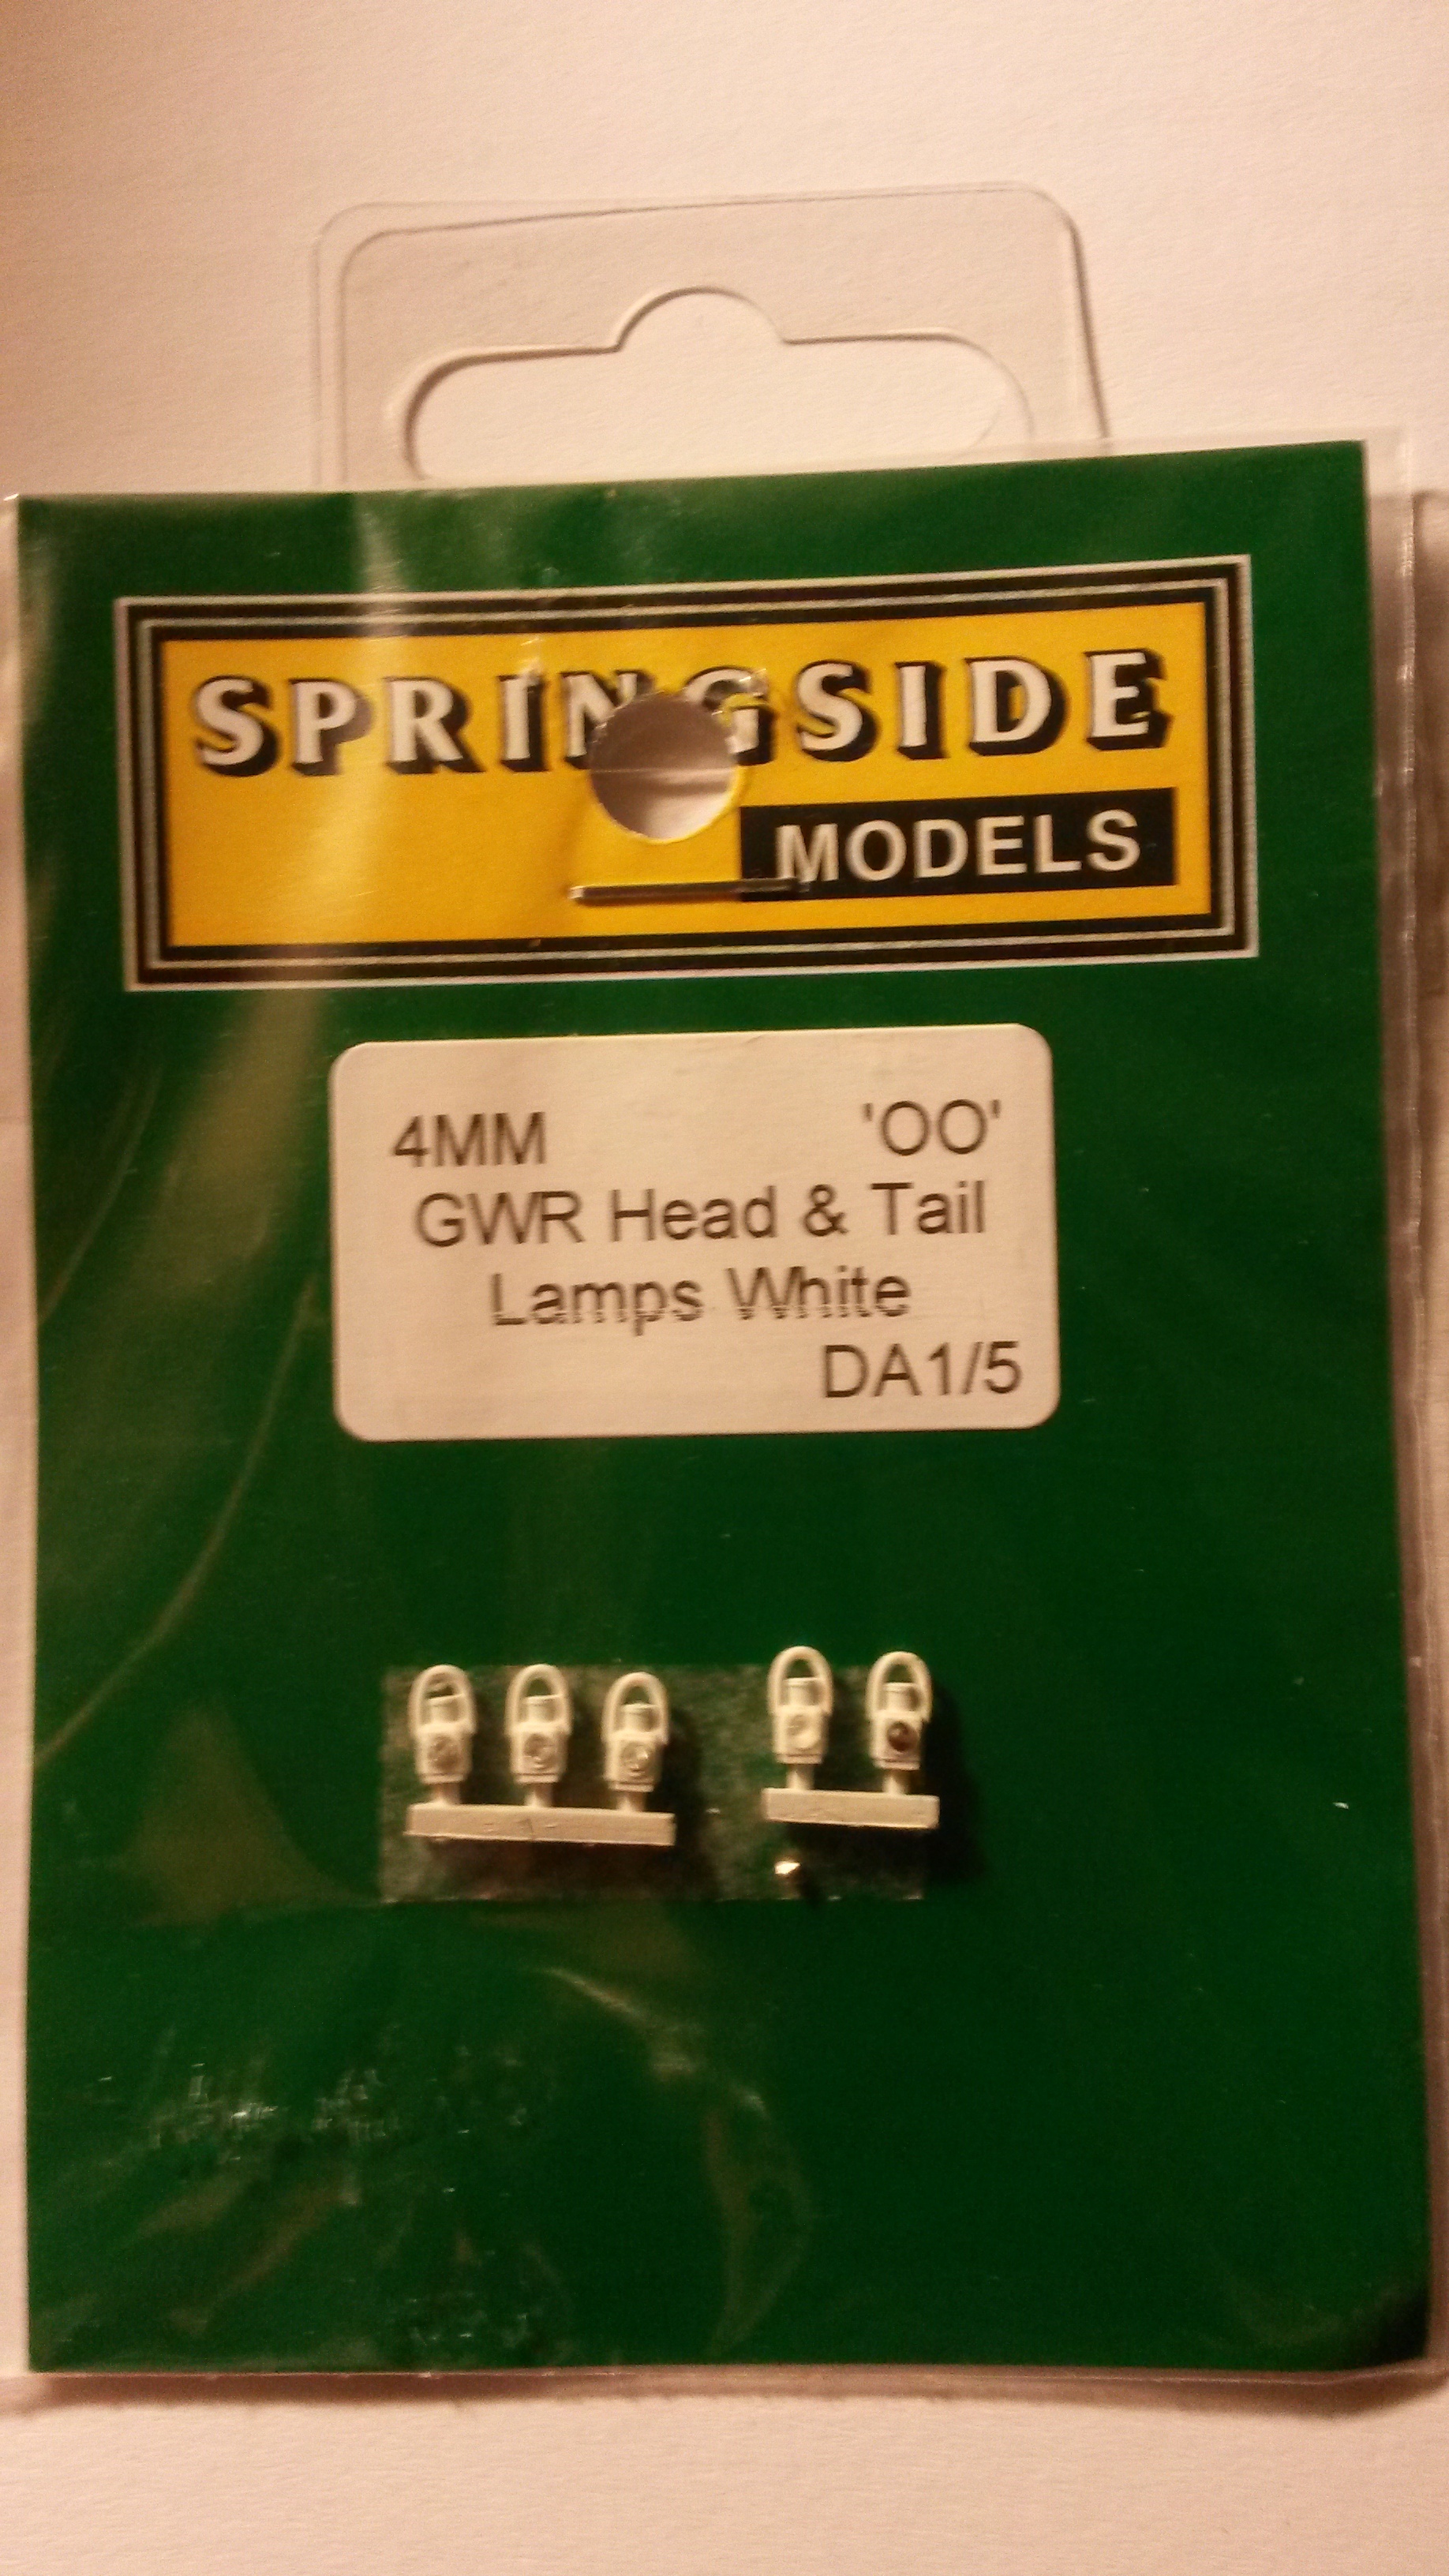 SPRINGSIDE
MODELS
4MM 'OO'
GWR Head & Tail
Lamps White
DA1/5